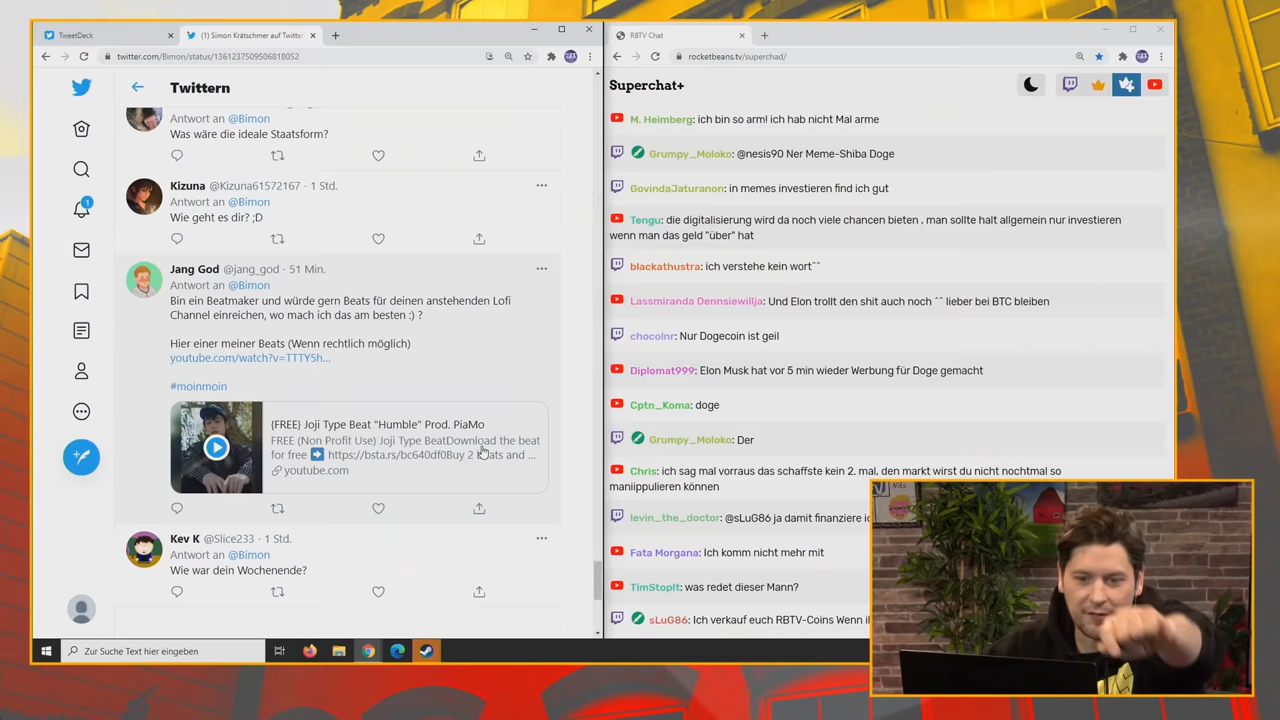 TweetDeck
(1) Simon Krätschmer auf Twitter
twitter.com/Bimon/status/1361237509506818052
Twittern
Antwort an @Bimon
Was wäre die ideale Staatsform?
Kizuna @Kizuna61572167 · 1 Std.
Antwort an @Bimon
Wie geht es dir? ;D
1
Jang God @jang_god · 51 Min.
Antwort an @Bimon
Bin ein Beatmaker und würde gern Beats für deinen anstehenden Lofi
Channel einreichen, wo mach ich das am besten :) ?
Hier einer meiner Beats (Wenn rechtlich möglich)
youtube.com/watch?v=TTTY5h...
#moinmoin
{FREE} Joji Type Beat "Humble" Prod. PiaMo
FREE (Non Profit Use) Joji Type BeatDownload the beat
for free ➡ https://bsta.rs/bc640df0Buy 2 beats and ...
youtube.com
Kev K @Slice233 · 1 Std.
Antwort an @Bimon
Wie war dein Wochenende?
Zur Suche Text hier eingeben
RBTV Chat
rocketbeans.tv/superchad/
Superchat+
M. Heimberg: ich bin so arm! ich hab nicht Mal arme
Grumpy_Moloko: @nesis90 Ner Meme-Shiba Doge
GovindaJaturanon: in memes investieren find ich gut
Tengu: die digitalisierung wird da noch viele chancen bieten , man sollte halt allgemein nur investieren
wenn man das geld "über" hat
blackathustra: ich verstehe kein wort^^
Lassmiranda Dennsiewillja: Und Elon trollt den shit auch noch ^^ lieber bei BTC bleiben
chocolnr: Nur Dogecoin ist geil
Diplomat999: Elon Musk hat vor 5 min wieder Werbung für Doge gemacht
Cptn_Koma: doge
Grumpy_Moloko: Der
Chris: ich sag mal vorraus das schaffste kein 2. mal, den markt wirst du nicht nochtmal so
maniippulieren können
levin_the_doctor: @sLuG86 ja damit finanziere
Fata Morgana: Ich komm nicht mehr mit
TimStopIt: was redet dieser Mann?
sLuG86: Ich verkauf euch RBTV-Coins Wenn